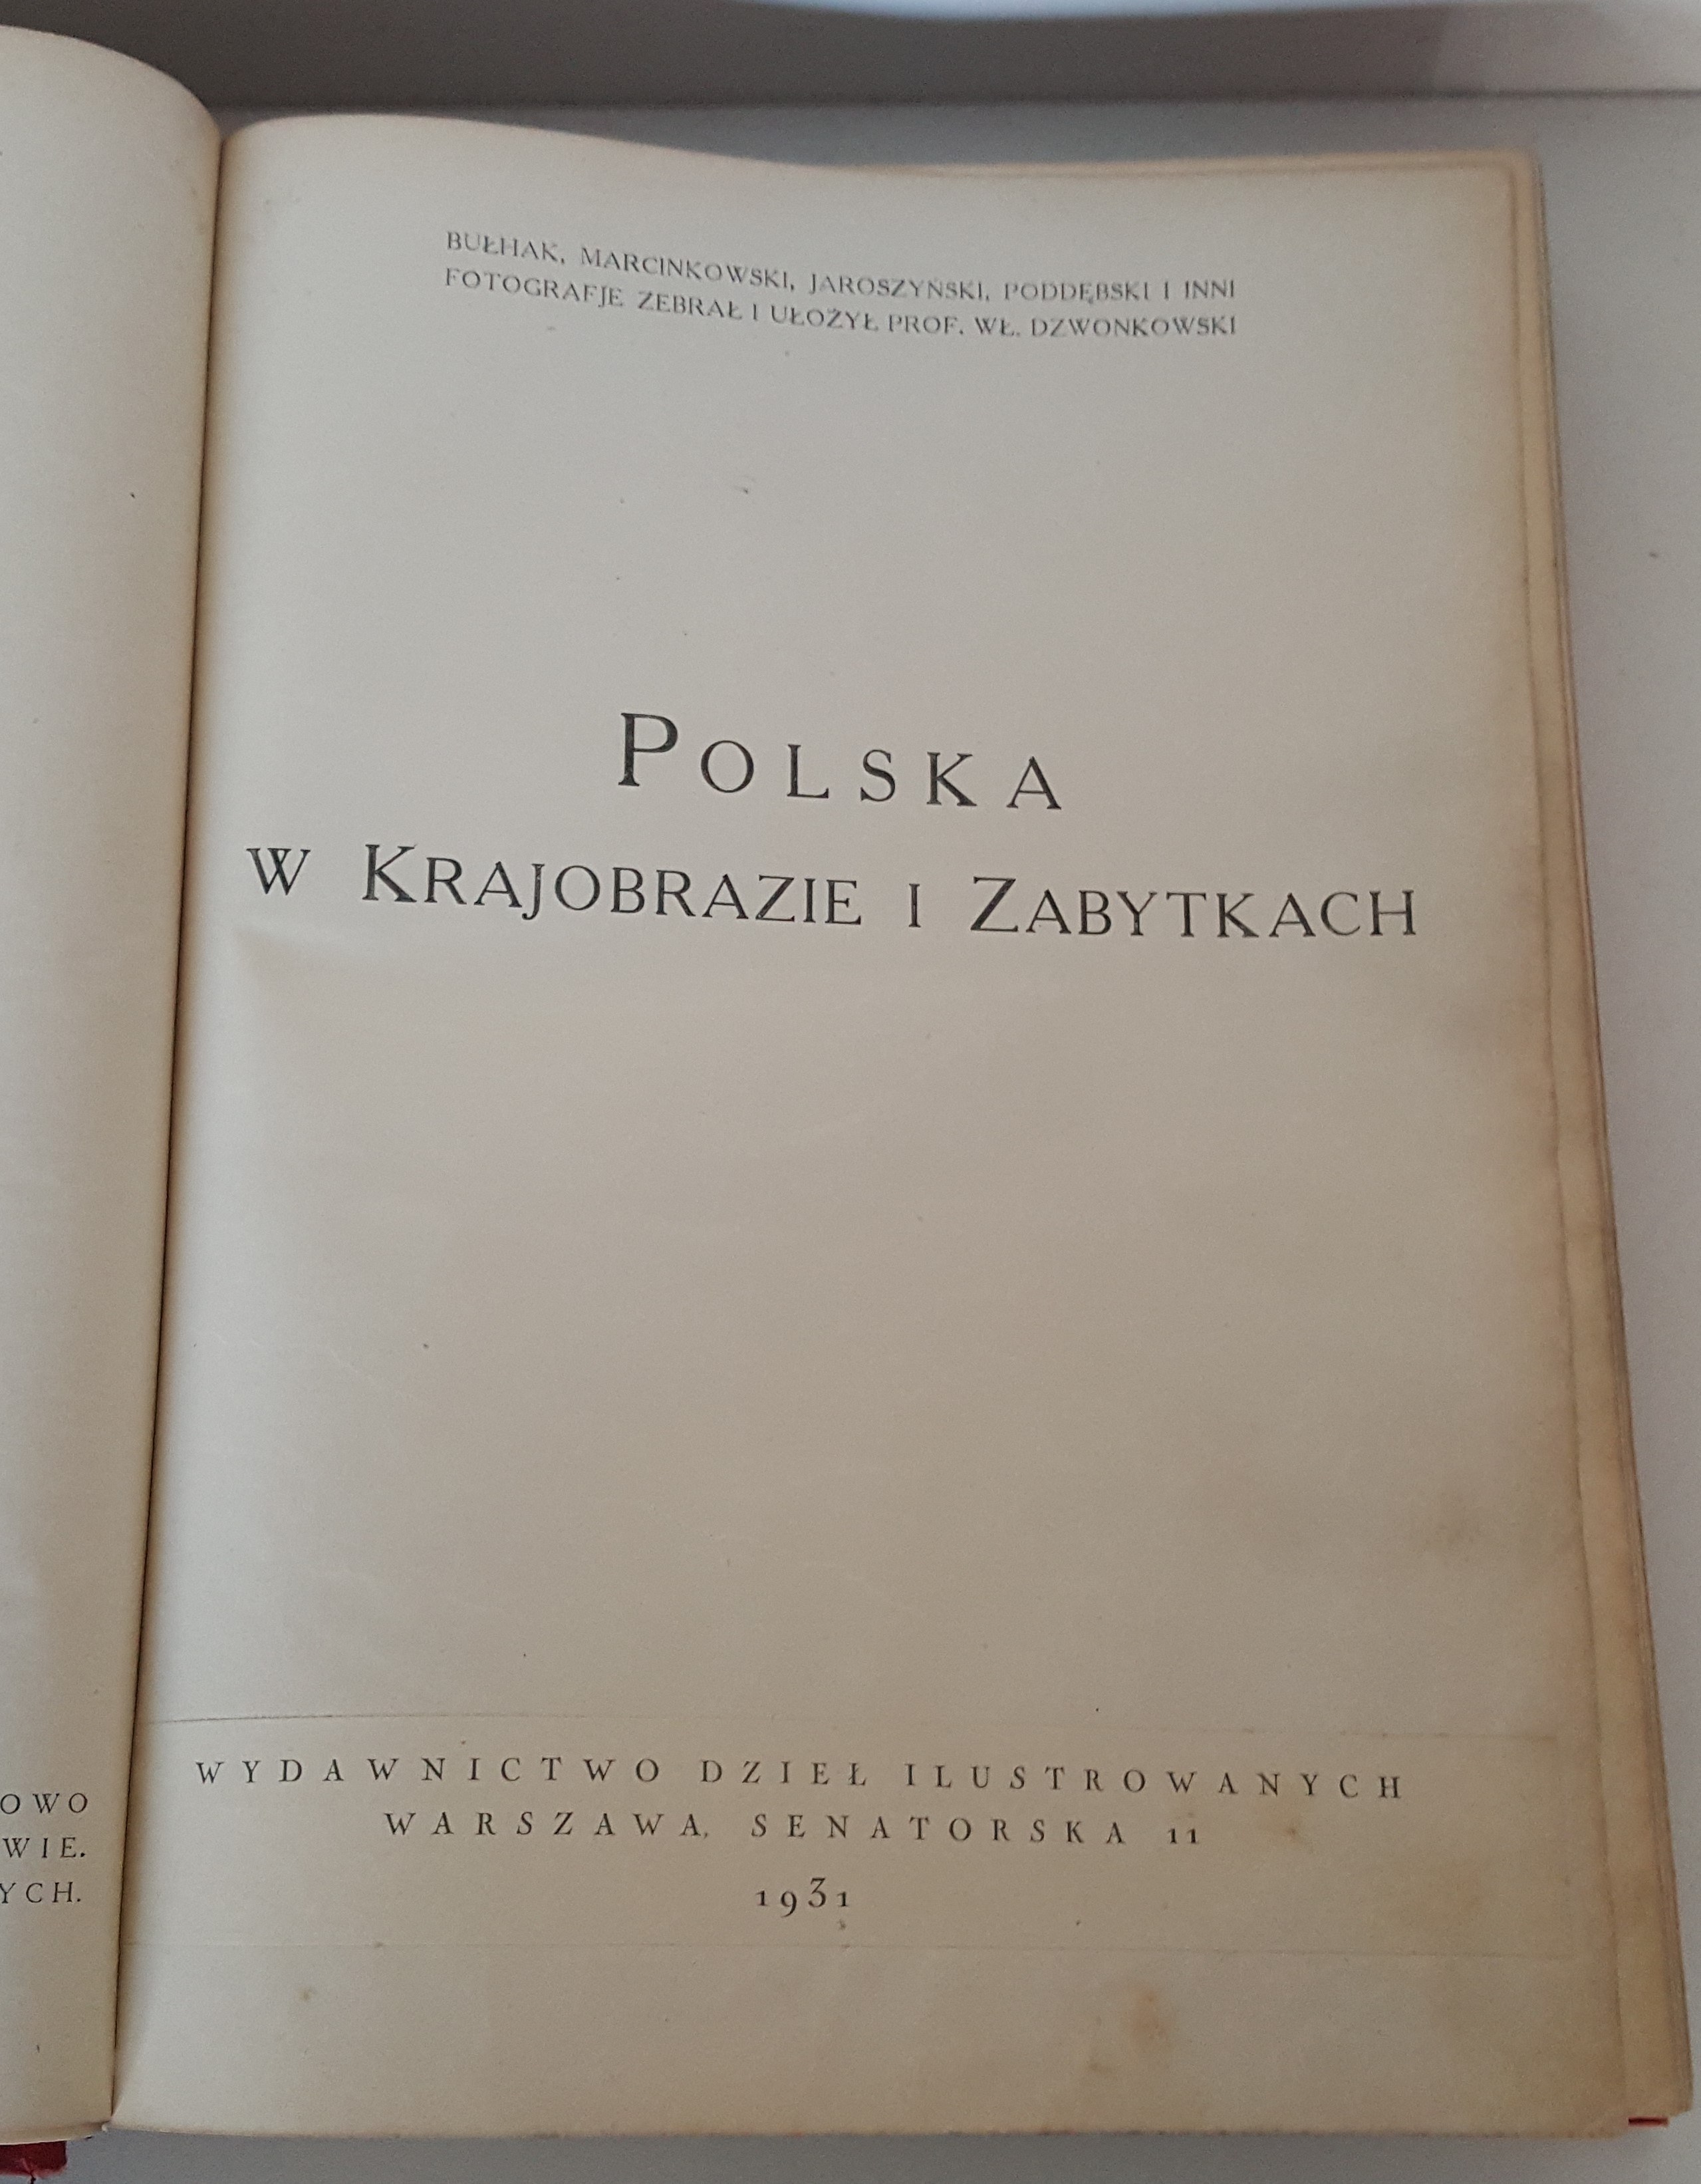 BUŁHAK, MARCINKOWSKI, JAROSZYŃSKI, PODDĘBSKI I INNI
FOTOGRAFJE ZEBRAŁ I UŁOŻYŁ PROF. WŁ. DZWONKOWSKI
POLSKA
W KRAJOBRAZIE I ZABYTKACH
WYDAWNICTWO DZIEŁ ILUSTROWANYCH
WARSZAWA, SENATORSKA 11
1931
OWO
WIE.
YCH.